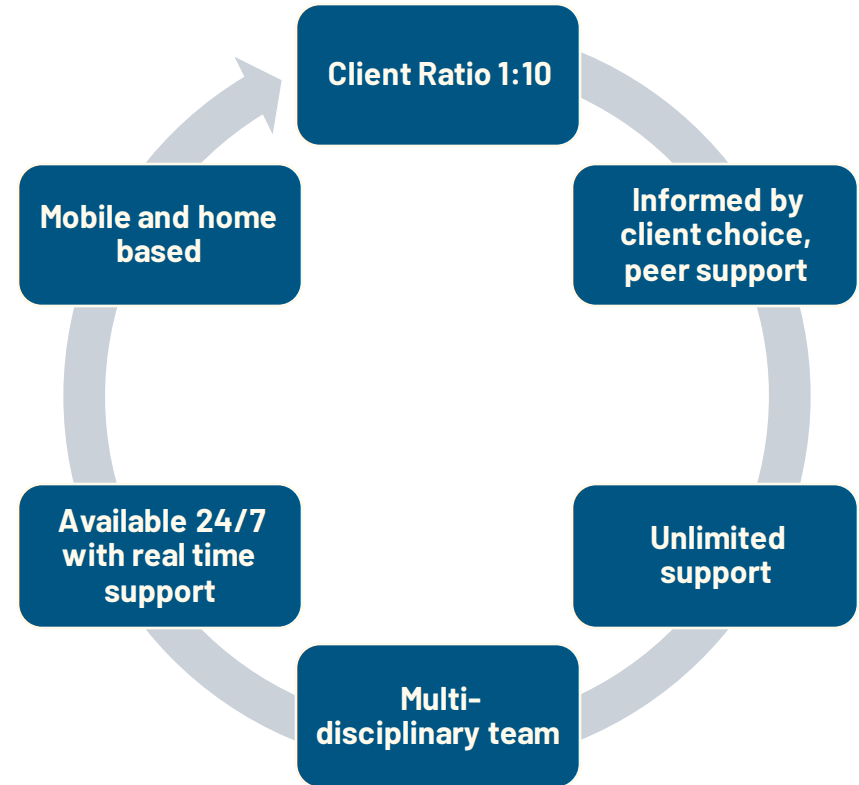 Client Ratio 1:10
Informed by
client choice,
peer support
Unlimited
support
Multi-
disciplinary team
Available 24/7
with real time
support
Mobile and home
based